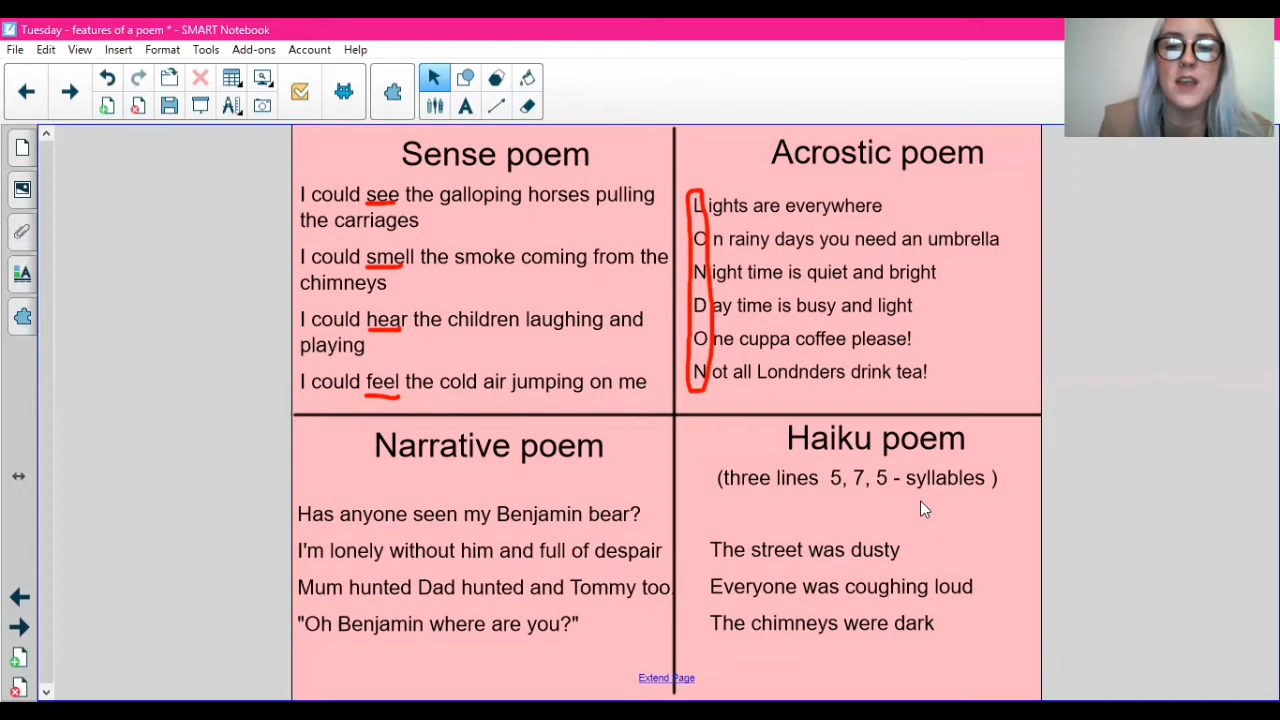 Tuesday - features of a poem * - SMART Notebook
File Edit View Insert Format Tools Add-ons Account Help
Sense poem
I could see the galloping horses pulling
the carriages
I could smell the smoke coming from the
chimneys
I could hear the children laughing and
playing
I could feel the cold air jumping on me
Acrostic poem
L ights are everywhere
O n rainy days you need an umbrella
N ight time is quiet and bright
D ay time is busy and light
O ne cuppa coffee please!
N ot all Londnders drink tea!
Narrative poem
Has anyone seen my Benjamin bear?
I'm lonely without him and full of despair
Mum hunted Dad hunted and Tommy too.
"Oh Benjamin where are you?"
Haiku poem
(three lines 5, 7, 5 - syllables )
The street was dusty
Everyone was coughing loud
The chimneys were dark
Extend Page